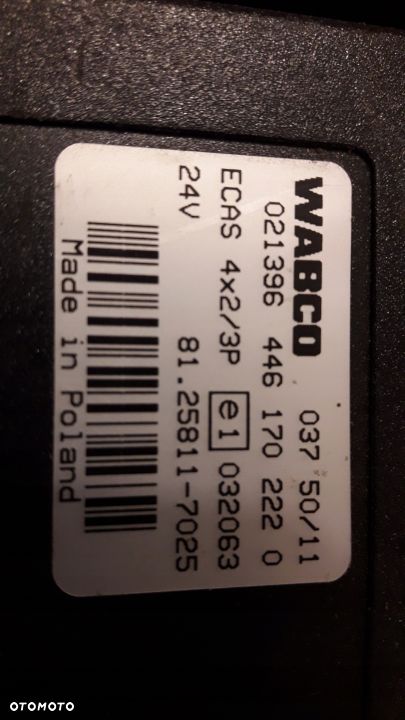 WABCO 037 50/11
021396 446 170 222 0
ECAS 4x2/3P e1 032063
24V 81.25811-7025
Made in Poland
OTOMOTO